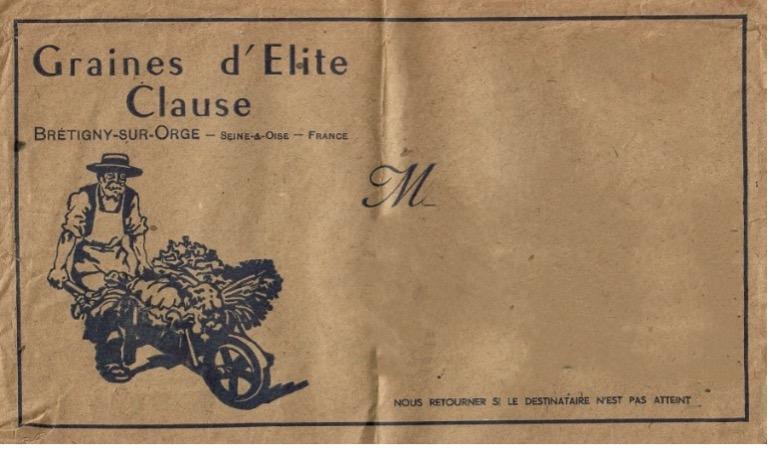 Graines d'Elite
Clause
BRÉTIGNY-SUR-ORGE – SEINE-&-OISE – FRANCE
M
NOUS RETOURNER SI LE DESTINATAIRE N'EST PAS ATTEINT